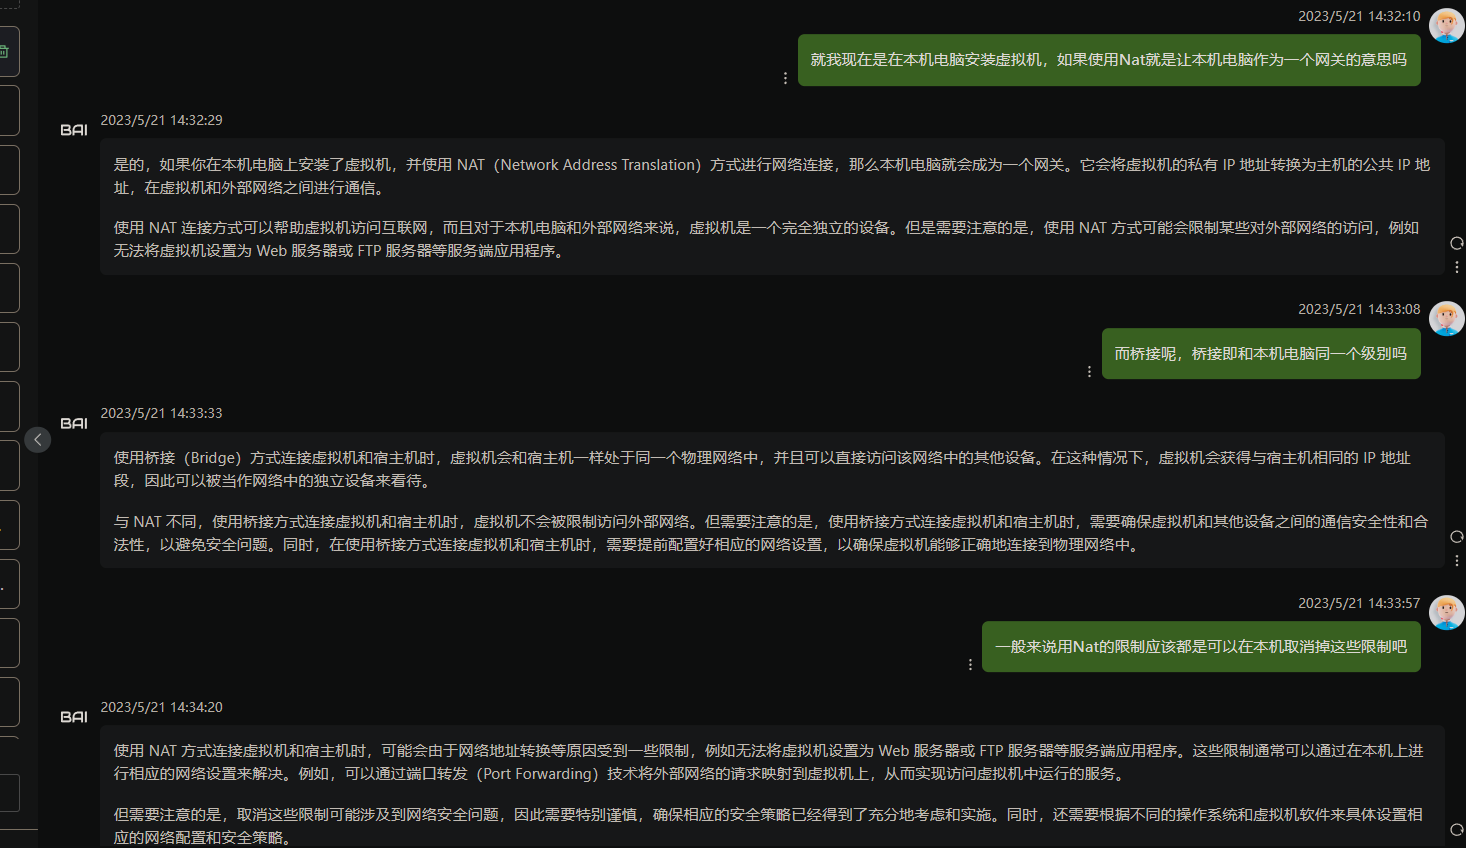 2023/5/21 14:32:10
就我现在是在本机电脑安装虚拟机，如果使用Nat就是让本机电脑作为一个网关的意思吗
BAI
2023/5/21 14:32:29
是的，如果你在本机电脑上安装了虚拟机，并使用 NAT（Network Address Translation）方式进行网络连接，那么本机电脑就会成为一个网关。它会将虚拟机的私有 IP 地址转换为主机的公共 IP 地
址，在虚拟机和外部网络之间进行通信。
使用 NAT 连接方式可以帮助虚拟机访问互联网，而且对于本机电脑和外部网络来说，虚拟机是一个完全独立的设备。但是需要注意的是，使用 NAT 方式可能会限制某些对外部网络的访问，例如
无法将虚拟机设置为 Web 服务器或 FTP 服务器等服务端应用程序。
2023/5/21 14:33:08
而桥接呢，桥接即和本机电脑同一个级别吗
BAI
2023/5/21 14:33:33
使用桥接（Bridge）方式连接虚拟机和宿主机时，虚拟机会和宿主机一样处于同一个物理网络中，并且可以直接访问该网络中的其他设备。在这种情况下，虚拟机会获得与宿主机相同的 IP 地址
段，因此可以被当作网络中的独立设备来看待。
与 NAT 不同，使用桥接方式连接虚拟机和宿主机时，虚拟机不会被限制访问外部网络。但需要注意的是，使用桥接方式连接虚拟机和宿主机时，需要确保虚拟机和其他设备之间的通信安全性和合
法性，以避免安全问题。同时，在使用桥接方式连接虚拟机和宿主机时，需要提前配置好相应的网络设置，以确保虚拟机能够正确地连接到物理网络中。
2023/5/21 14:33:57
一般来说用Nat的限制应该都是可以在本机取消掉这些限制吧
BAI
2023/5/21 14:34:20
使用 NAT 方式连接虚拟机和宿主机时，可能会由于网络地址转换等原因受到一些限制，例如无法将虚拟机设置为 Web 服务器或 FTP 服务器等服务端应用程序。这些限制通常可以通过在本机上进
行相应的网络设置来解决。例如，可以通过端口转发（Port Forwarding）技术将外部网络的请求映射到虚拟机上，从而实现访问虚拟机中运行的服务。
但需要注意的是，取消这些限制可能涉及到网络安全问题，因此需要特别谨慎，确保相应的安全策略已经得到了充分地考虑和实施。同时，还需要根据不同的操作系统和虚拟机软件来具体设置相
应的网络配置和安全策略。